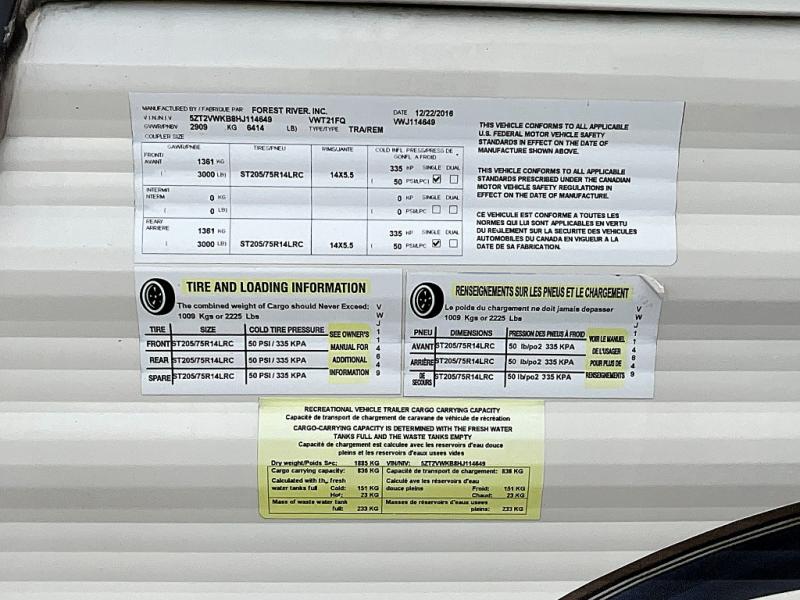 MANUFACTURED BY / FABRIQUE PAR FOREST RIVER, INC. DATE 12/22/2016
V.I.N./N.I.V 5ZT2VWKB8HJ114649 VWT21FQ VWJ114649
GVWR/PNBV 2909 KG 6414 LB) TYPE/TYPE TRA/REM
COUPLER SIZE
GAWR/PNBE TIRES/PNEU RIMS/JANTE COLD INFL. PRESS/PRESS DE GONFL. A FROID
FRONT/ AVANT 1361 KG 335 KP SINGLE DUAL
( 3000 LB) ST205/75R14LRC 14X5.5 ( 50 PSI/LPC)
INTERM/ INTERM 0 KG 0 KP SINGLE DUAL
( 0 LB) ( 0 PSI/LPC
REAR/ ARRIERE 1361 KG 335 KP SINGLE DUAL
( 3000 LB) ST205/75R14LRC 14X5.5 ( 50 PSI/LPC
THIS VEHICLE CONFORMS TO ALL APPLICABLE
U.S. FEDERAL MOTOR VEHICLE SAFETY
STANDARDS IN EFFECT ON THE DATE OF
MANUFACTURE SHOWN ABOVE.
THIS VEHICLE CONFORMS TO ALL APPLICABLE
STANDARDS PRESCRIBED UNDER THE CANADIAN
MOTOR VEHICLE SAFETY REGULATIONS IN
EFFECT ON THE DATE OF MANUFACTURE.
CE VEHICULE EST CONFORME A TOUTES LES
NORMES QUI LUI SONT APPLICABLES EN VERTU
DU REULEMENT SUR LA SECURITE DES VEHICULES
AUTOMOBILES DU CANADA EN VIGUEUR A LA
DATE DE SA FABRICATION.
TIRE AND LOADING INFORMATION
The combined weight of Cargo should Never Exceed:
1009 Kgs or 2225 Lbs
TIRE SIZE COLD TIRE PRESSURE
FRONT ST205/75R14LRC 50 PSI / 335 KPA
REAR ST205/75R14LRC 50 PSI / 335 KPA
SPARE ST205/75R14LRC 50 PSI / 335 KPA
SEE OWNER'S
MANUAL FOR
ADDITIONAL
INFORMATION
VWJ114649
RENSEIGNEMENTS SUR LES PNEUS ET LE CHARGEMENT
Le poids du chargement ne doit jamais depasser
1009 Kgs or 2225 Lbs
PNEU DIMENSIONS PRESSION DES PNEUS À FROID
AVANT ST205/75R14LRC 50 lb/po2 335 KPA
ARRIÈRE ST205/75R14LRC 50 lb/po2 335 KPA
DE SECOURS ST205/75R14LRC 50 lb/po2 335 KPA
VOIR LE MANUEL
DE L'USAGER
POUR PLUS DE
RENSEIGNEMENTS
VWJ114649
RECREATIONAL VEHICLE TRAILER CARGO CARRYING CAPACITY
Capacité de transport de chargement de caravane de véhicule de récréation
CARGO-CARRYING CAPACITY IS DETERMINED WITH THE FRESH WATER
TANKS FULL AND THE WASTE TANKS EMPTY
Capacité de chargement est calculee avec les reservoirs d'eau douce
pleins et les reservoirs d'eaux uses vides
Dry weight/Poids Sec: 1885 KG VIN/NIV: 5ZT2VWKB8HJ114649
Cargo carrying capacity: 836 KG Capacité de transport de chargement: 836 KG
Calculated with the fresh Calculé avec les réservoirs d'eau
water tanks full Cold: 151 KG douce pleins Froid: 151 KG
Hot: 23 KG Chaud: 23 KG
Mass of waste water tank Masses de réservoirs d'eaux usees
full: 233 KG pleins: 233 KG